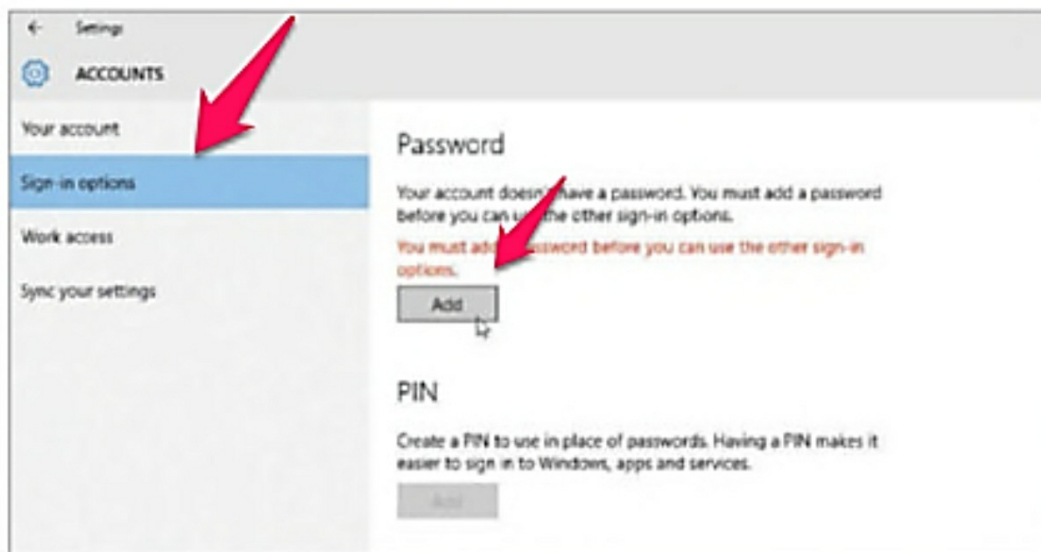 Settings
ACCOUNTS
Your account
Sign-in options
Work access
Sync your settings
Password
Your account doesn't have a password. You must add a password
before you can use the other sign-in options.
You must add password before you can use the other sign-in
options.
Add
PIN
Create a PIN to use in place of passwords. Having a PIN makes it
easier to sign in to Windows, apps and services.
Add